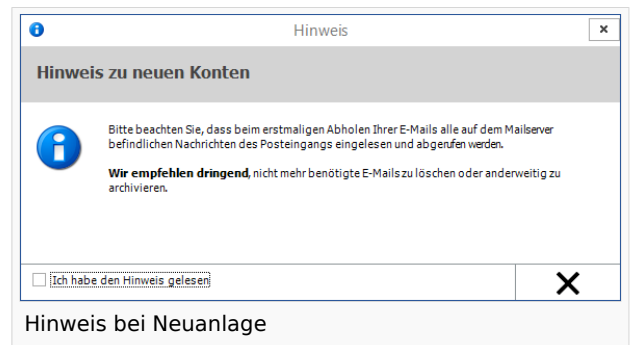 Hinweis
Hinweis zu neuen Konten
Bitte beachten Sie, dass beim erstmaligen Abholen Ihrer E-Mails alle auf dem Mailserver
befindlichen Nachrichten des Posteingangs eingelesen und abgerufen werden.
Wir empfehlen dringend, nicht mehr benötigte E-Mails zu löschen oder anderweitig zu
archivieren.
Ich habe den Hinweis gelesen
Hinweis bei Neuanlage